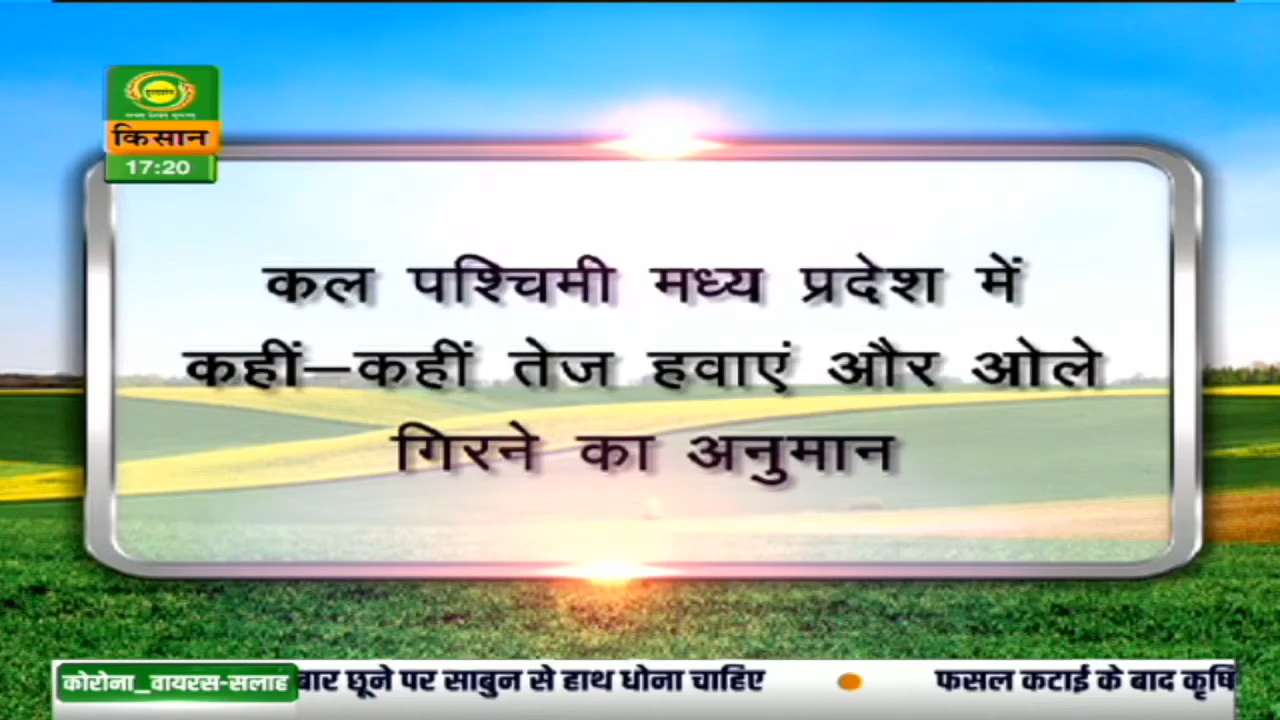 किसान
17:20
कल पश्चिमी मध्य प्रदेश में
कहीं–कहीं तेज हवाएं और ओले
गिरने का अनुमान
कोरोना_वायरस-सलाह बार छूने पर साबुन से हाथ धोना चाहिए फसल कटाई के बाद कृषि